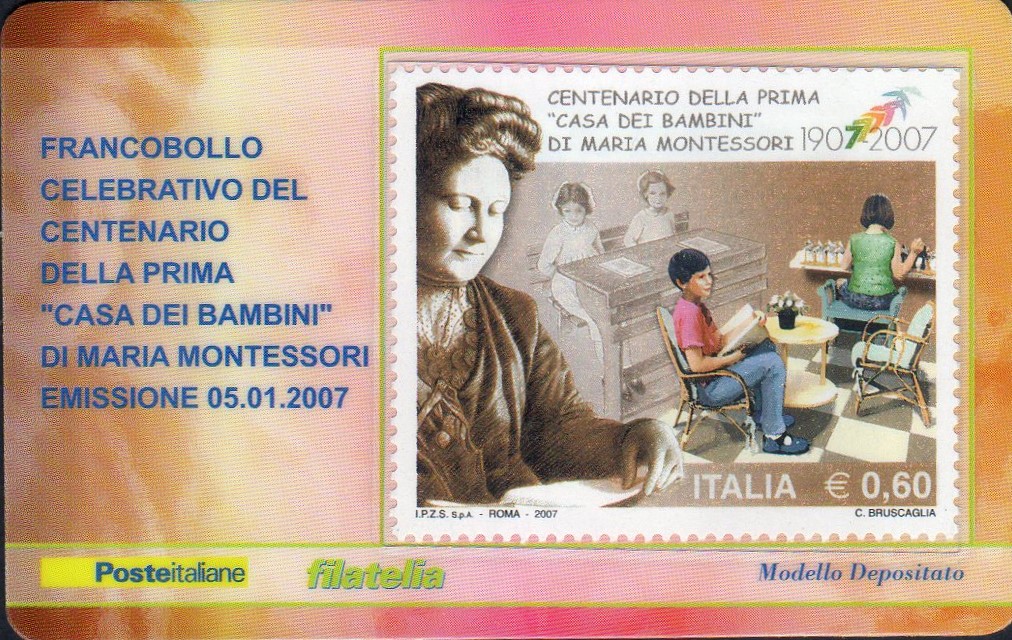 FRANCOBOLLO
CELEBRATIVO DEL
CENTENARIO
DELLA PRIMA
"CASA DEI BAMBINI"
DI MARIA MONTESSORI
EMISSIONE 05.01.2007
CENTENARIO DELLA PRIMA
"CASA DEI BAMBINI"
DI MARIA MONTESSORI 1907-2007
ITALIA € 0,60
I.P.Z.S. S.p.A. - ROMA - 2007
C. BRUSCAGLIA
Posteitaliane
filatelia
Modello Depositato